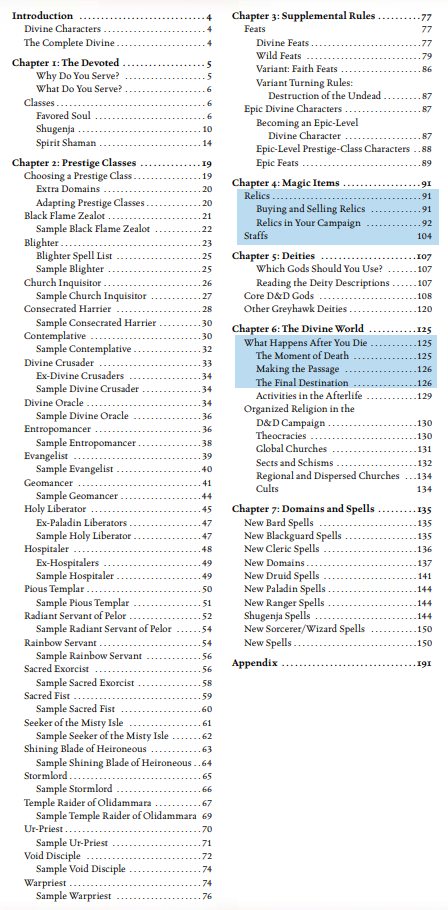 Introduction ................................4
Divine Characters ................................4
The Complete Divine ................................4
Chapter 1: The Devoted ................................5
Why Do You Serve? ................................5
What Do You Serve? ................................6
Classes ................................6
Favored Soul ................................6
Shugenja ................................10
Spirit Shaman ................................14
Chapter 2: Prestige Classes ................................19
Choosing a Prestige Class ................................19
Extra Domains ................................20
Adapting Prestige Classes ................................20
Black Flame Zealot ................................21
Sample Black Flame Zealot ................................22
Blighter ................................23
Blighter Spell List ................................25
Sample Blighter ................................25
Church Inquisitor ................................26
Sample Church Inquisitor ................................27
Consecrated Harrier ................................28
Sample Consecrated Harrier ................................30
Contemplative ................................30
Sample Contemplative ................................32
Divine Crusader ................................33
Ex-Divine Crusaders ................................34
Sample Divine Crusader ................................34
Divine Oracle ................................34
Sample Divine Oracle ................................36
Entropomancer ................................36
Sample Entropomancer ................................38
Evangelist ................................39
Sample Evangelist ................................40
Geomancer ................................41
Sample Geomancer ................................44
Holy Liberator ................................45
Ex-Paladin Liberators ................................47
Sample Holy Liberator ................................47
Hospitaler ................................48
Ex-Hospitalers ................................49
Sample Hospitaler ................................49
Pious Templar ................................50
Sample Pious Templar ................................51
Radiant Servant of Pelor ................................52
Sample Radiant Servant of Pelor ................................54
Rainbow Servant ................................54
Sample Rainbow Servant ................................56
Sacred Exorcist ................................56
Sample Sacred Exorcist ................................58
Sacred Fist ................................59
Sample Sacred Fist ................................60
Seeker of the Misty Isle ................................61
Sample Seeker of the Misty Isle ................................62
Shining Blade of Heironeous ................................63
Sample Shining Blade of Heironeous ..64
Stormlord ................................65
Sample Stormlord ................................66
Temple Raider of Olidammara ................................67
Sample Temple Raider of Olidammara 69
Ur-Priest ................................70
Sample Ur-Priest ................................71
Void Disciple ................................72
Sample Void Disciple ................................74
Warpriest ................................74
Sample Warpriest ................................76
Chapter 3: Supplemental Rules ................................77
Feats 77
Divine Feats ................................77
Wild Feats ................................79
Variant: Faith Feats ................................86
Variant Turning Rules:
Destruction of the Undead ................................87
Epic Divine Characters ................................87
Becoming an Epic-Level
Divine Character ................................87
Epic-Level Prestige-Class Characters ..88
Epic Feats ................................89
Chapter 4: Magic Items ................................91
Relics ................................91
Buying and Selling Relics ................................91
Relics in Your Campaign ................................92
Staffs 104
Chapter 5: Deities ................................107
Which Gods Should You Use? ................................107
Reading the Deity Descriptions ................................107
Core D&D Gods ................................108
Other Greyhawk Deities ................................120
Chapter 6: The Divine World ................................125
What Happens After You Die ................................125
The Moment of Death ................................125
Making the Passage ................................126
The Final Destination ................................126
Activities in the Afterlife ................................129
Organized Religion in the
D&D Campaign ................................130
Theocracies ................................130
Global Churches ................................131
Sects and Schisms ................................132
Regional and Dispersed Churches ...134
Cults 134
Chapter 7: Domains and Spells ................................135
New Bard Spells ................................135
New Blackguard Spells ................................135
New Cleric Spells ................................136
New Domains ................................137
New Druid Spells ................................141
New Paladin Spells ................................144
New Ranger Spells ................................144
Shugenja Spells ................................144
New Sorcerer/Wizard Spells ................................150
New Spells ................................150
Appendix ................................191